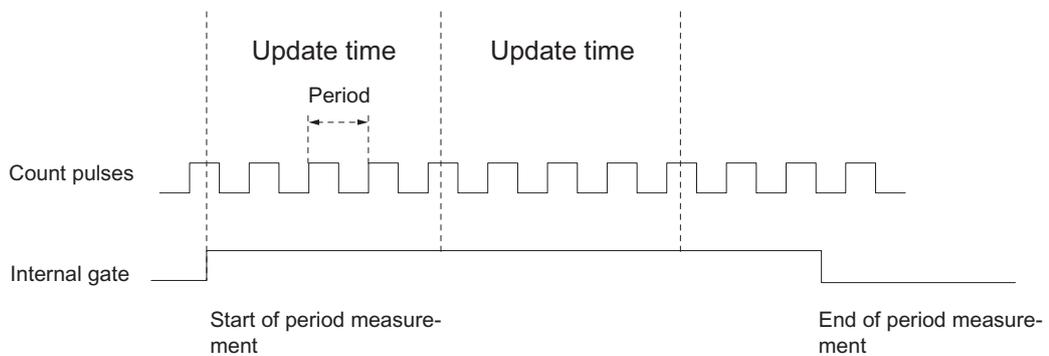 Update time
Update time
Period
Count pulses
Internal gate
Start of period measure-
ment
End of period measure-
ment